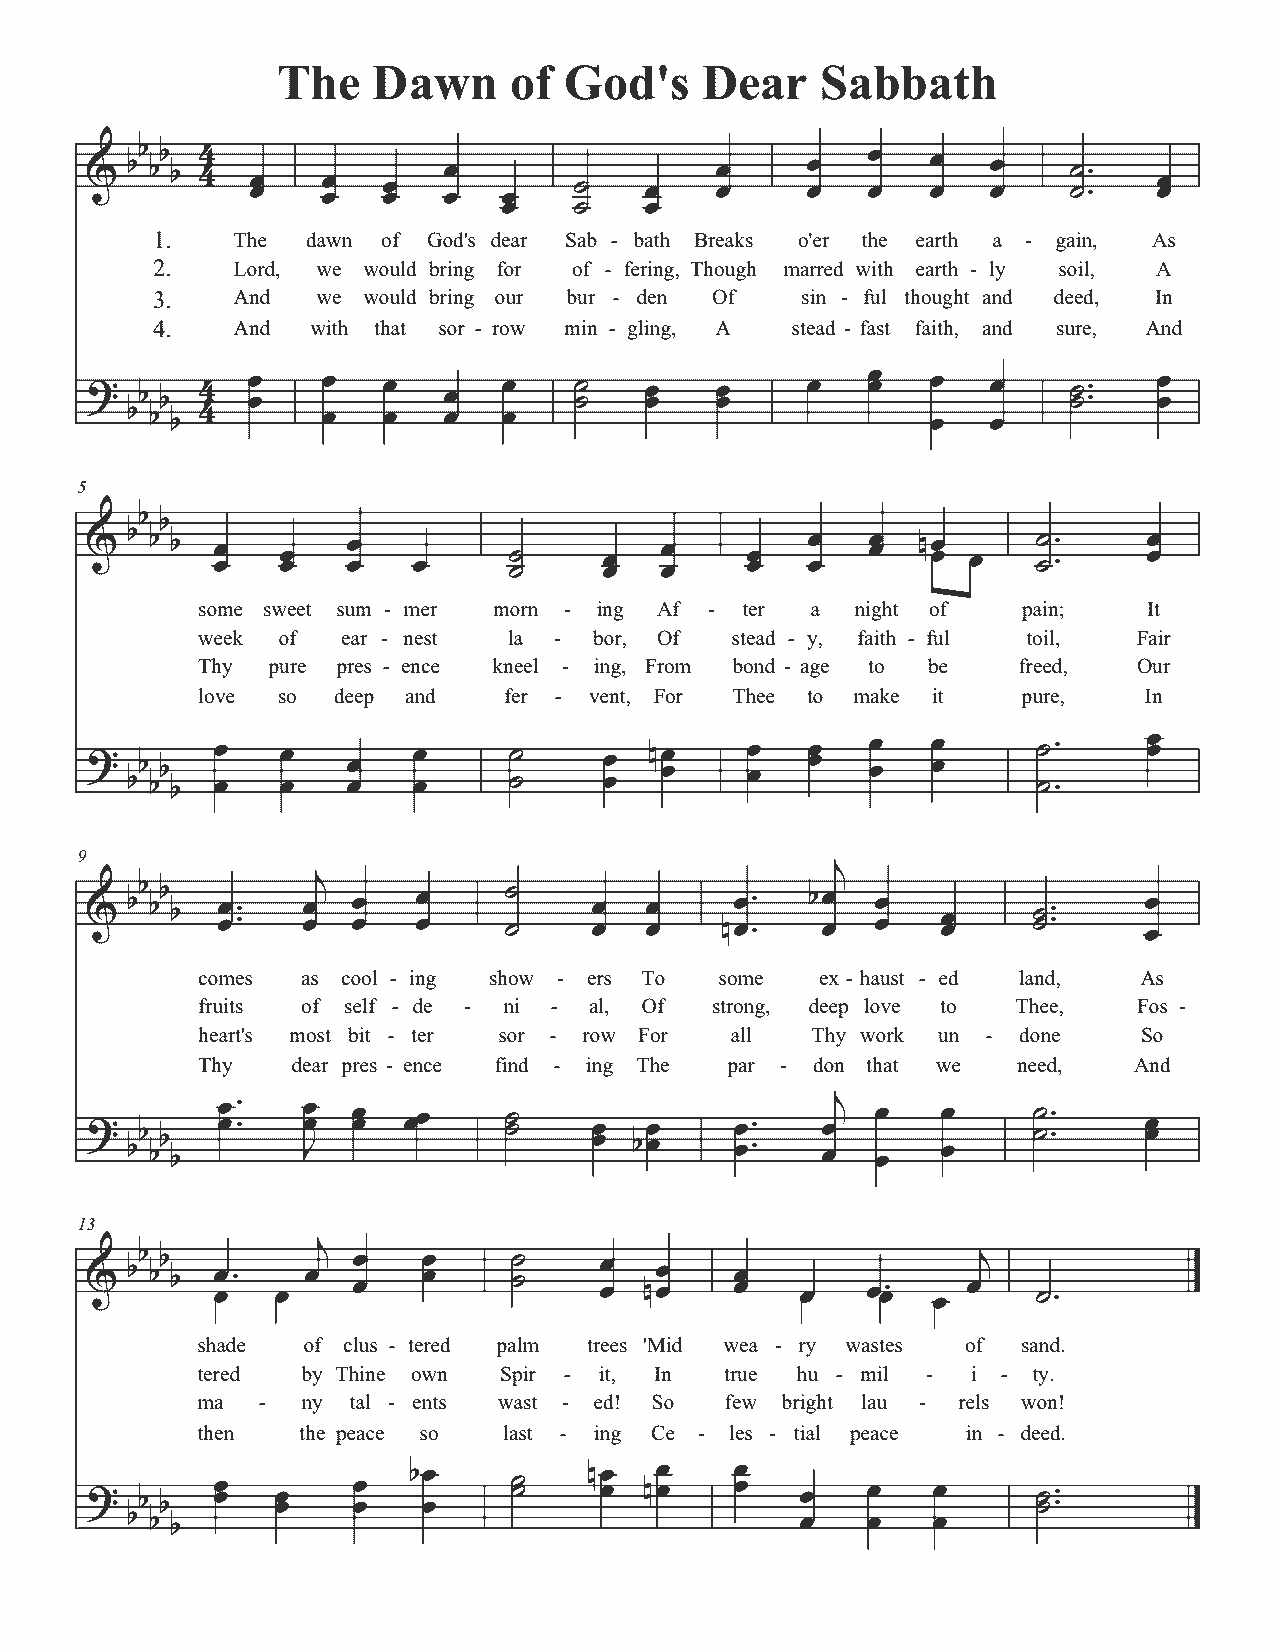 The Dawn of God's Dear Sabbath
1. The dawn of God's dear Sab - bath Breaks o'er the earth a - gain, As
2. Lord, we would bring for of - fering, Though marred with earth - ly soil, A
3. And we would bring our bur - den Of sin - ful thought and deed, In
4. And with that sor - row min - gling, A stead - fast faith, and sure, And
5
some sweet sum - mer morn - ing Af - ter a night of pain; It
week of ear - nest la - bor, Of stead - y, faith - ful toil, Fair
Thy pure pres - ence kneel - ing, From bond - age to be freed, Our
love so deep and fer - vent, For Thee to make it pure, In
9
comes as cool - ing show - ers To some ex - haust - ed land, As
fruits of self - de - ni - al, Of strong, deep love to Thee, Fos -
heart's most bit - ter sor - row For all Thy work un - done So
Thy dear pres - ence find - ing The par - don that we need, And
13
shade of clus - tered palm trees 'Mid wea - ry wastes of sand.
tered by Thine own Spir - it, In true hu - mil - i - ty.
ma - ny tal - ents wast - ed! So few bright lau - rels won!
then the peace so last - ing Ce - les - tial peace in - deed.